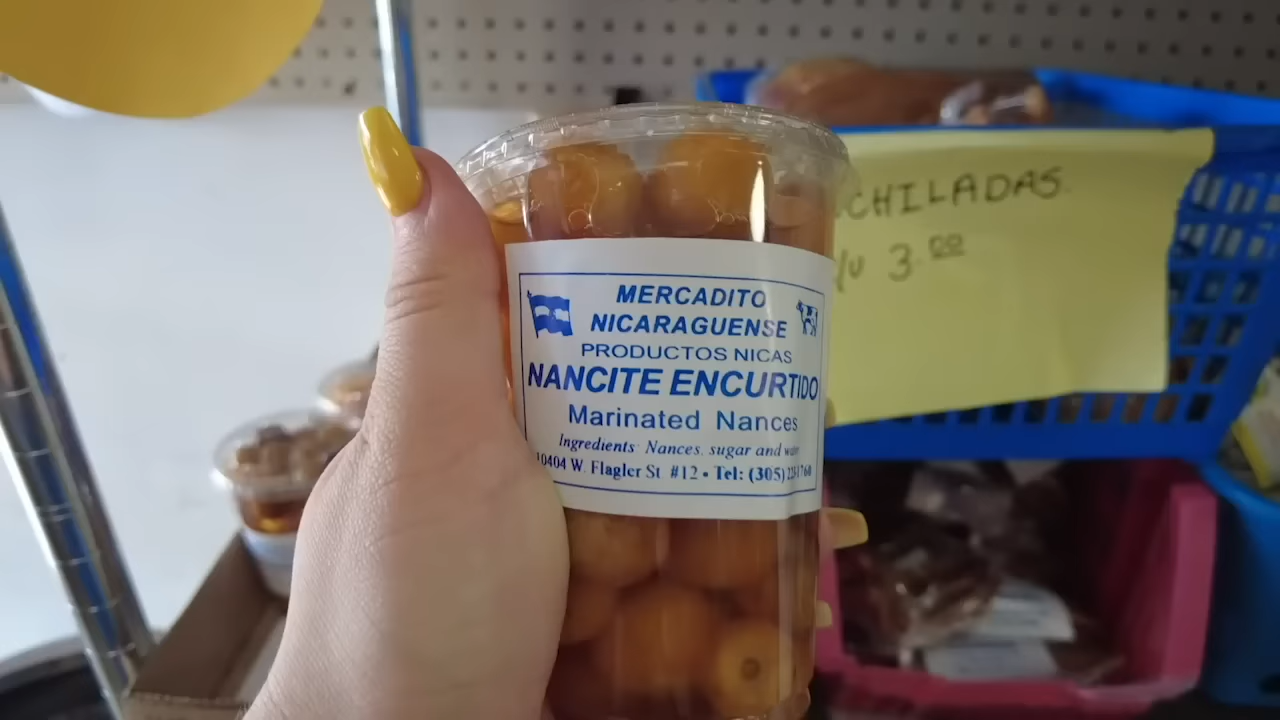 MERCADITO
NICARAGUENSE
PRODUCTOS NICAS
NANCITE ENCURTIDO
Marinated Nances
Ingredients: Nances, sugar and
10404 W. Flagler St #12 • Tel: (305)
CHILADAS.
c/u 3.00